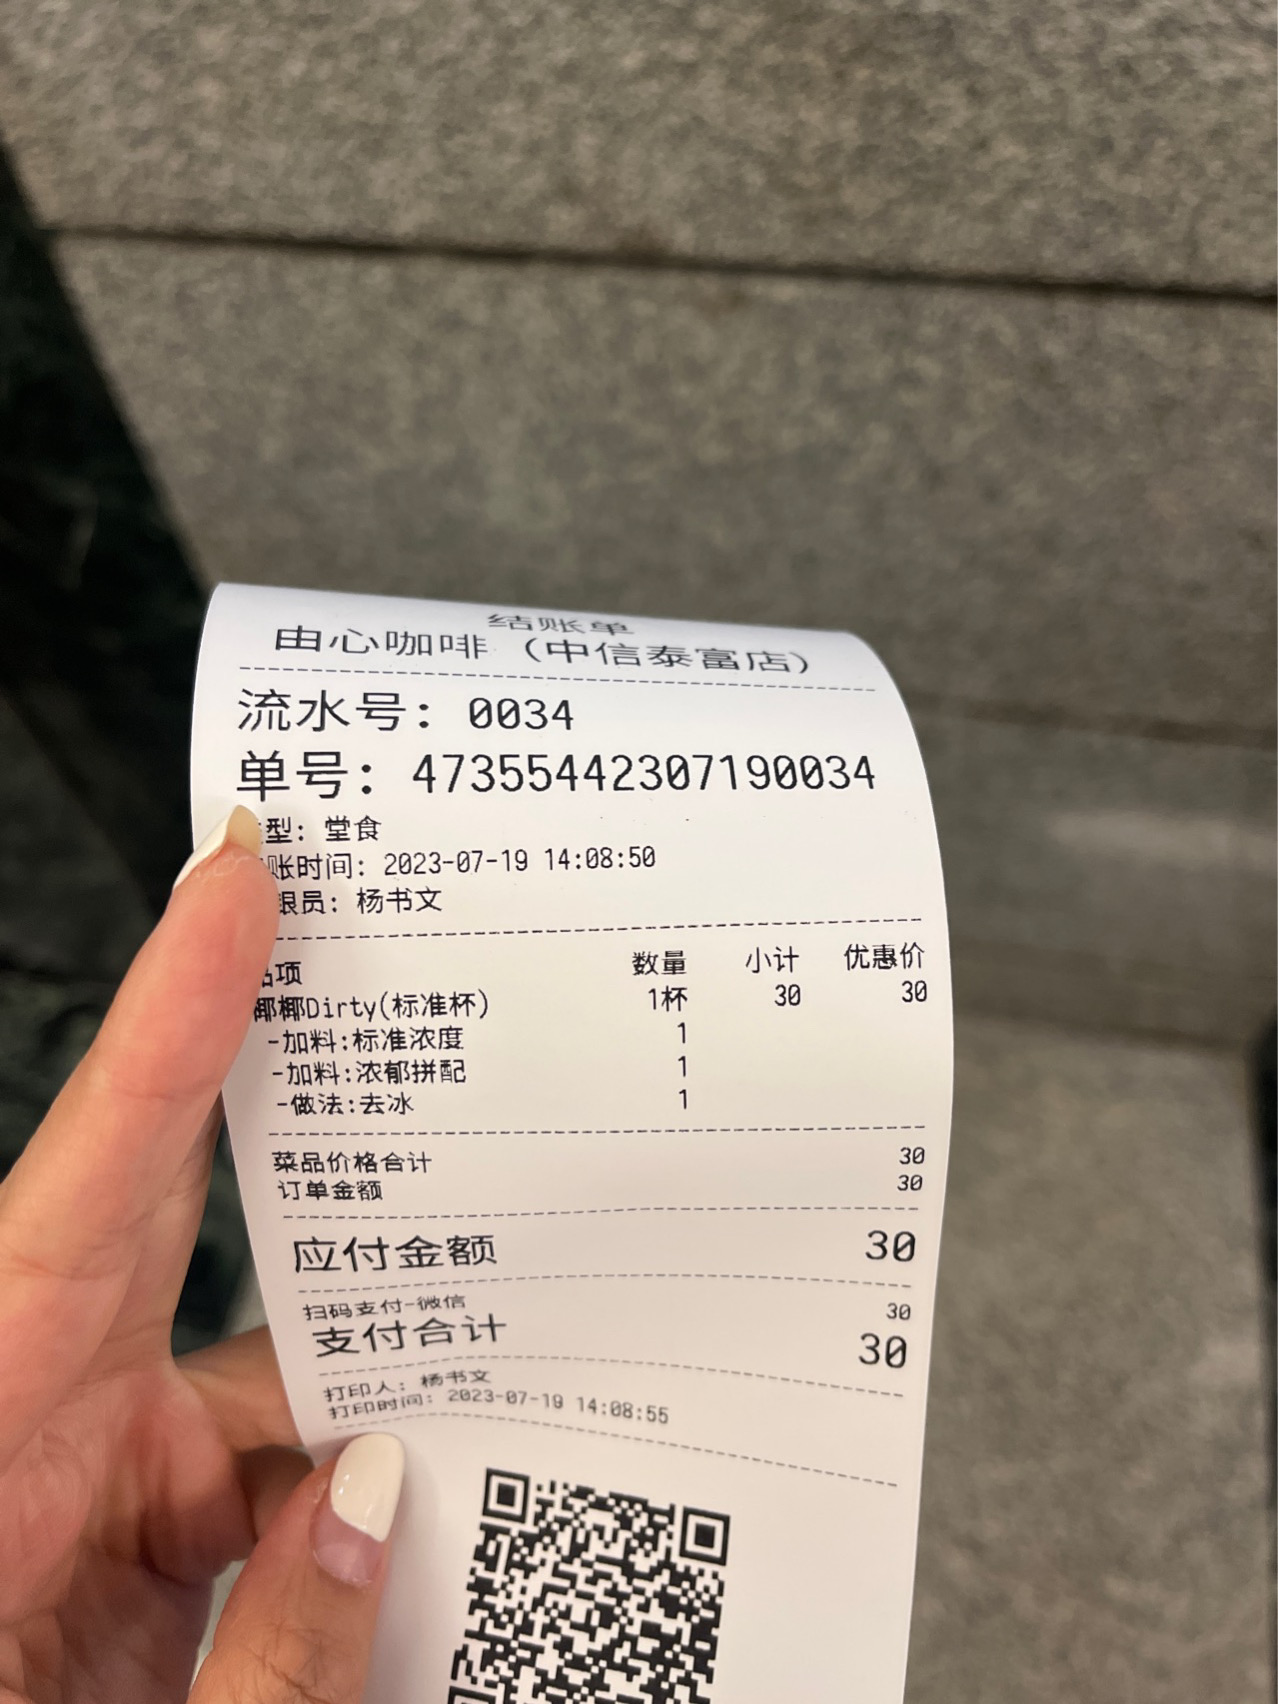 结账单
由心咖啡（中信泰富店）
流水号: 0034
单号: 47355442307190034
型: 堂食
账时间: 2023-07-19 14:08:50
银员: 杨书文
品项 数量 小计 优惠价
椰椰Dirty(标准杯) 1杯 30 30
-加料:标准浓度 1
-加料:浓郁拼配 1
-做法:去冰 1
菜品价格合计 30
订单金额 30
应付金额 30
扫码支付-微信 30
支付合计 30
打印人: 杨书文
打印时间: 2023-07-19 14:08:55